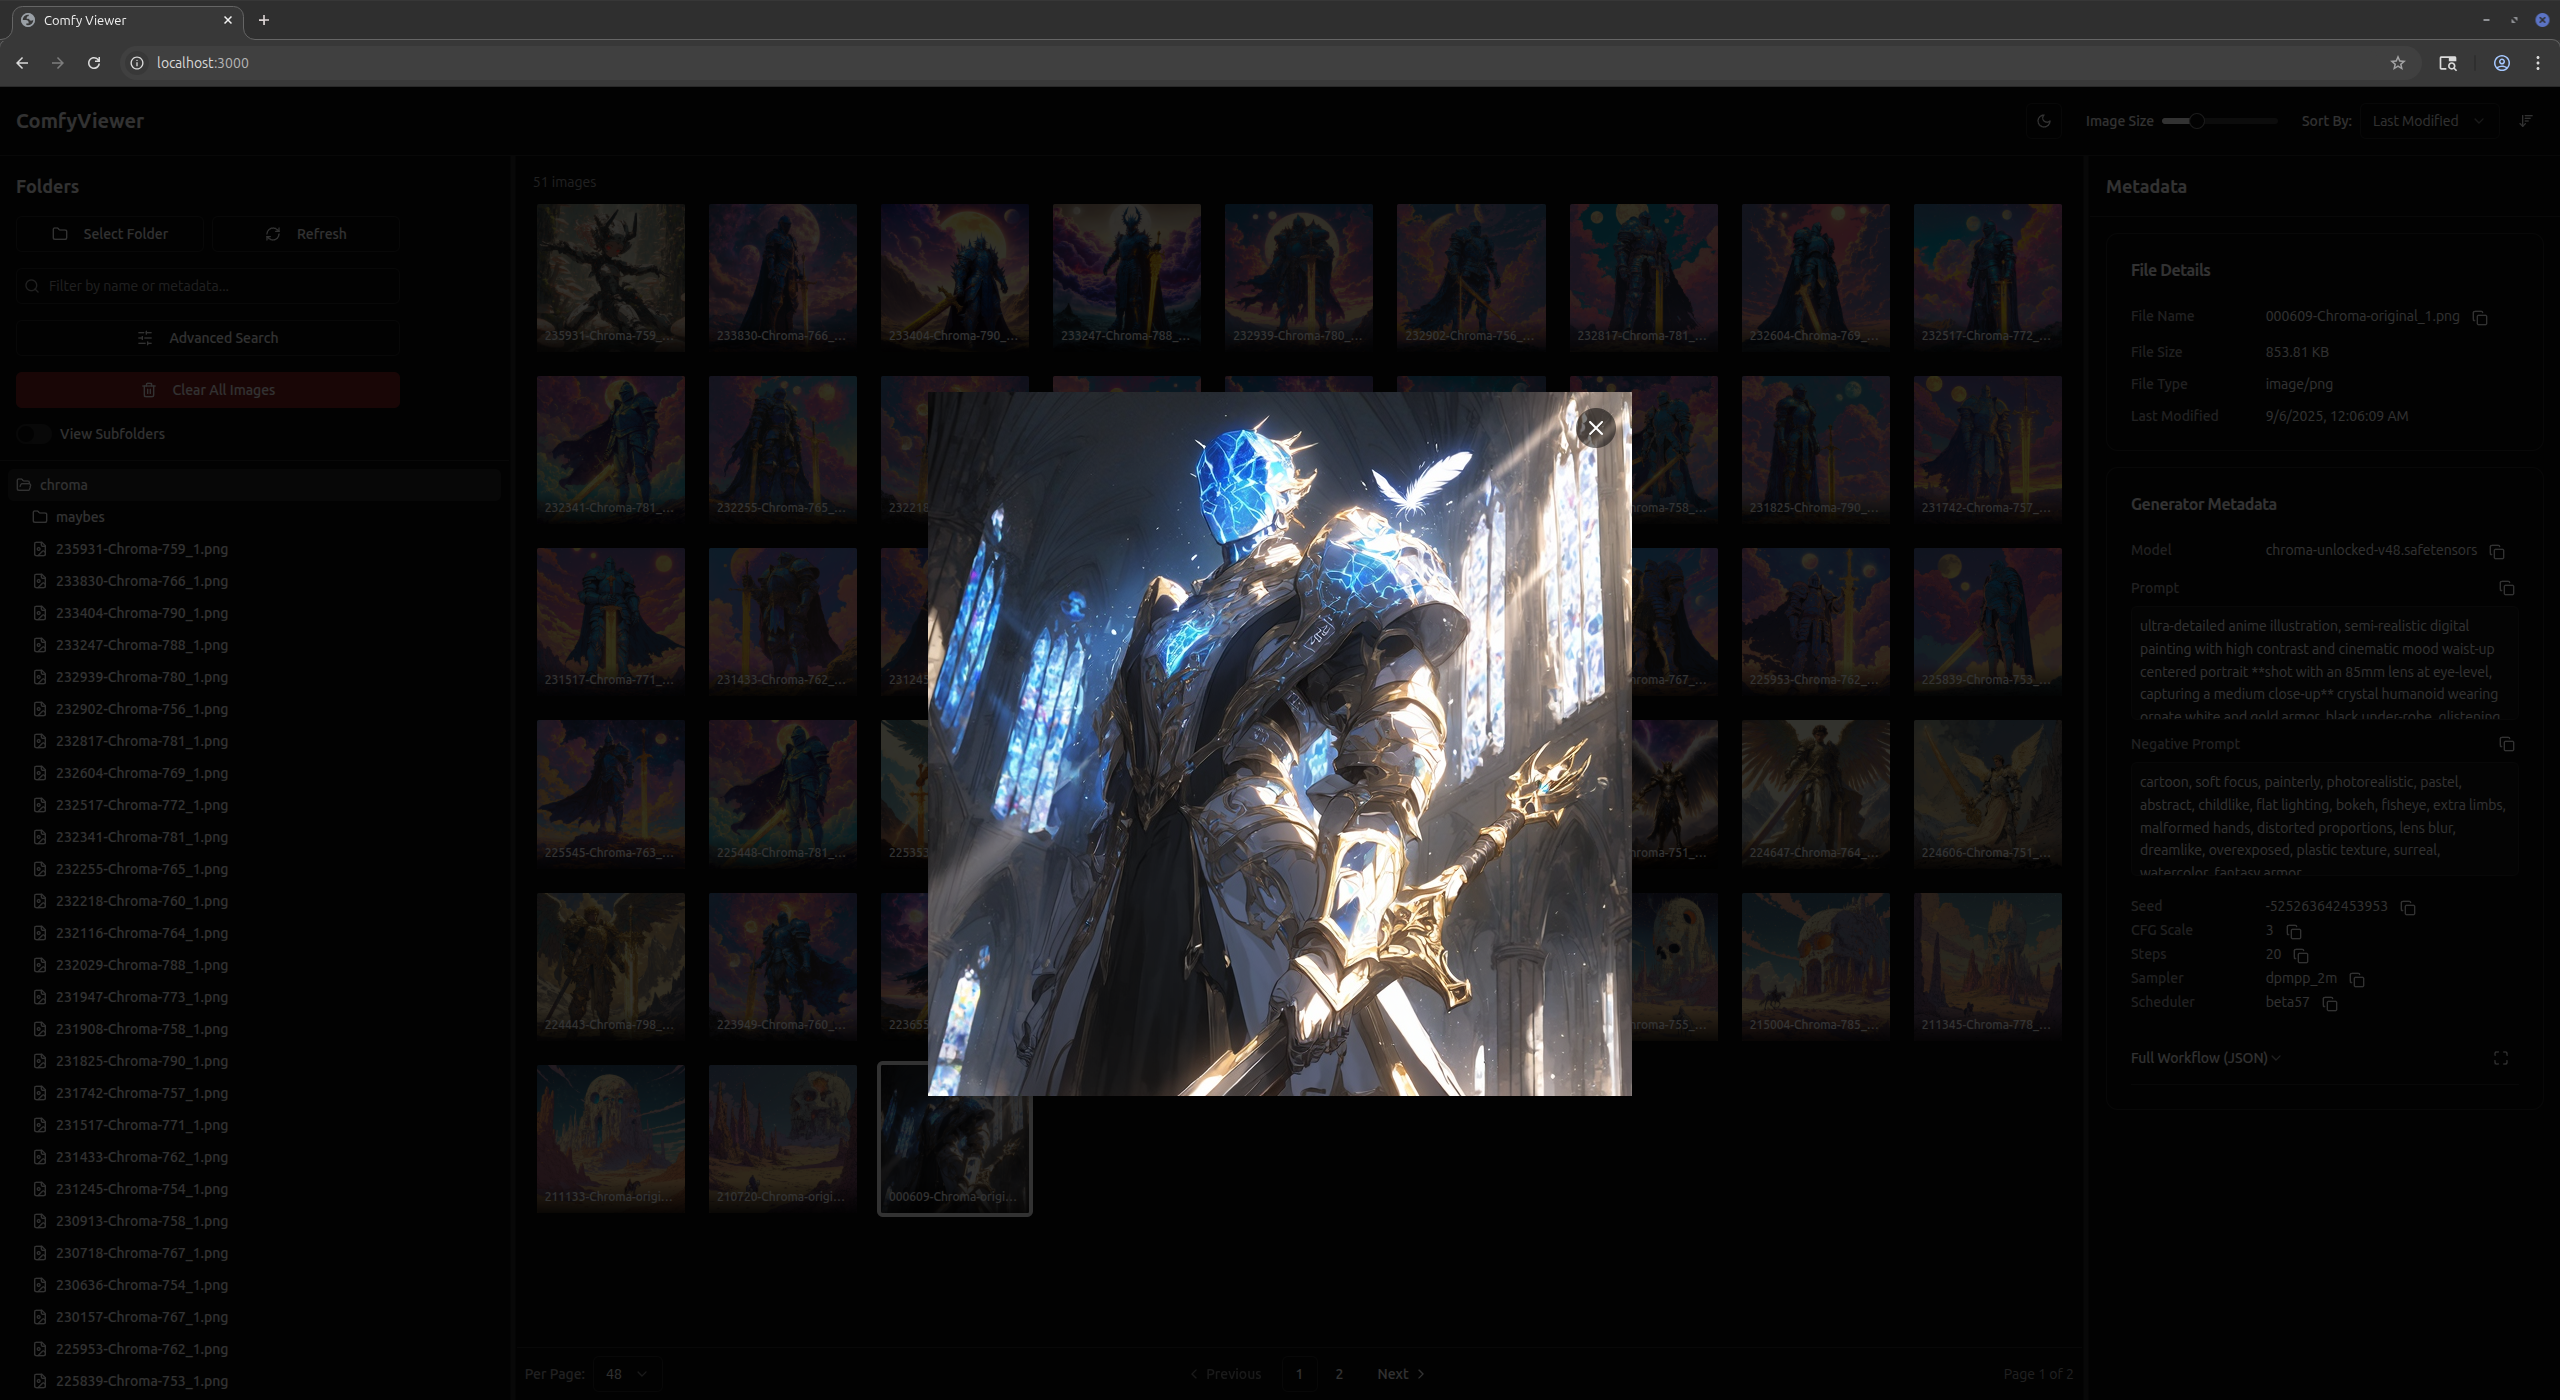 Comfy Viewer
localhost:3000
ComfyViewer
Image Size
Sort By:
Last Modified
Folders
Select Folder
Refresh
Filter by name or metadata...
Advanced Search
Clear All Images
View Subfolders
chroma
maybes
235931-Chroma-759_1.png
233830-Chroma-766_1.png
233404-Chroma-790_1.png
233247-Chroma-788_1.png
232939-Chroma-780_1.png
232902-Chroma-756_1.png
232817-Chroma-781_1.png
232604-Chroma-769_1.png
232517-Chroma-772_1.png
232341-Chroma-781_1.png
232255-Chroma-765_1.png
232218-Chroma-760_1.png
232116-Chroma-764_1.png
232029-Chroma-788_1.png
231947-Chroma-773_1.png
231908-Chroma-758_1.png
231825-Chroma-790_1.png
231742-Chroma-757_1.png
231517-Chroma-771_1.png
231433-Chroma-762_1.png
231245-Chroma-754_1.png
230913-Chroma-758_1.png
230718-Chroma-767_1.png
230636-Chroma-754_1.png
230157-Chroma-767_1.png
225953-Chroma-762_1.png
225839-Chroma-753_1.png
51 images
235931-Chroma-759_...
233830-Chroma-766_...
233404-Chroma-790_...
233247-Chroma-788_...
232939-Chroma-780_...
232902-Chroma-756_...
232817-Chroma-781_...
232604-Chroma-769_...
232517-Chroma-772_...
232341-Chroma-781_...
232255-Chroma-765_...
232218
roma-758_...
231825-Chroma-790_...
231742-Chroma-757_...
231517-Chroma-771_...
231433-Chroma-762_...
231245
roma-767_...
225953-Chroma-762_...
225839-Chroma-753_...
225545-Chroma-763_...
225448-Chroma-781_...
225353
roma-751_...
224647-Chroma-764_...
224606-Chroma-751_...
224443-Chroma-798_...
223949-Chroma-760_...
223655
roma-755_...
215004-Chroma-785_...
211345-Chroma-778_...
211133-Chroma-origi...
210720-Chroma-origi...
000609-Chroma-origi...
Per Page:
48
Previous
1
2
Next
Page 1 of 2
Metadata
File Details
File Name 000609-Chroma-original_1.png
File Size 853.81 KB
File Type image/png
Last Modified 9/6/2025, 12:06:09 AM
Generator Metadata
Model chroma-unlocked-v48.safetensors
Prompt
ultra-detailed anime illustration, semi-realistic digital
painting with high contrast and cinematic mood waist-up
centered portrait **shot with an 85mm lens at eye-level,
capturing a medium close-up** crystal humanoid wearing
ornate white and gold armor, black under-robe, glistening
Negative Prompt
cartoon, soft focus, painterly, photorealistic, pastel,
abstract, childlike, flat lighting, bokeh, fisheye, extra limbs,
malformed hands, distorted proportions, lens blur,
dreamlike, overexposed, plastic texture, surreal,
watercolor, fantasy armor
Seed -525263642453953
CFG Scale 3
Steps 20
Sampler dpmpp_2m
Scheduler beta57
Full Workflow (JSON)